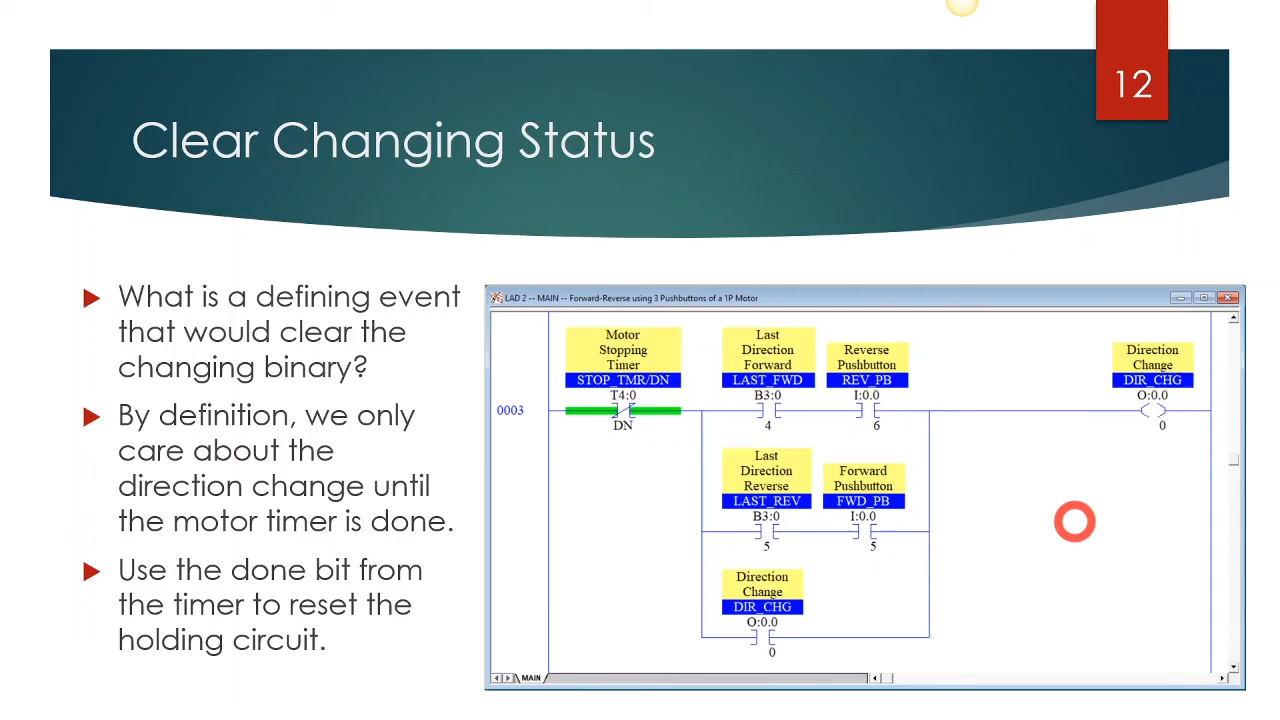 12
Clear Changing Status
What is a defining event
that would clear the
changing binary?
By definition, we only
care about the
direction change until
the motor timer is done.
Use the done bit from
the timer to reset the
holding circuit.
LAD 2 -- MAIN -- Forward-Reverse using 3 Pushbuttons of a 1P Motor
Motor
Stopping
Timer
STOP_TMR/DN
T4:0
DN
Last
Direction
Forward
LAST_FWD
B3:0
4
Reverse
Pushbutton
REV_PB
I:0.0
6
Direction
Change
DIR_CHG
O:0.0
0
0003
Last
Direction
Reverse
LAST_REV
B3:0
5
Forward
Pushbutton
FWD_PB
I:0.0
5
Direction
Change
DIR_CHG
O:0.0
0
MAIN